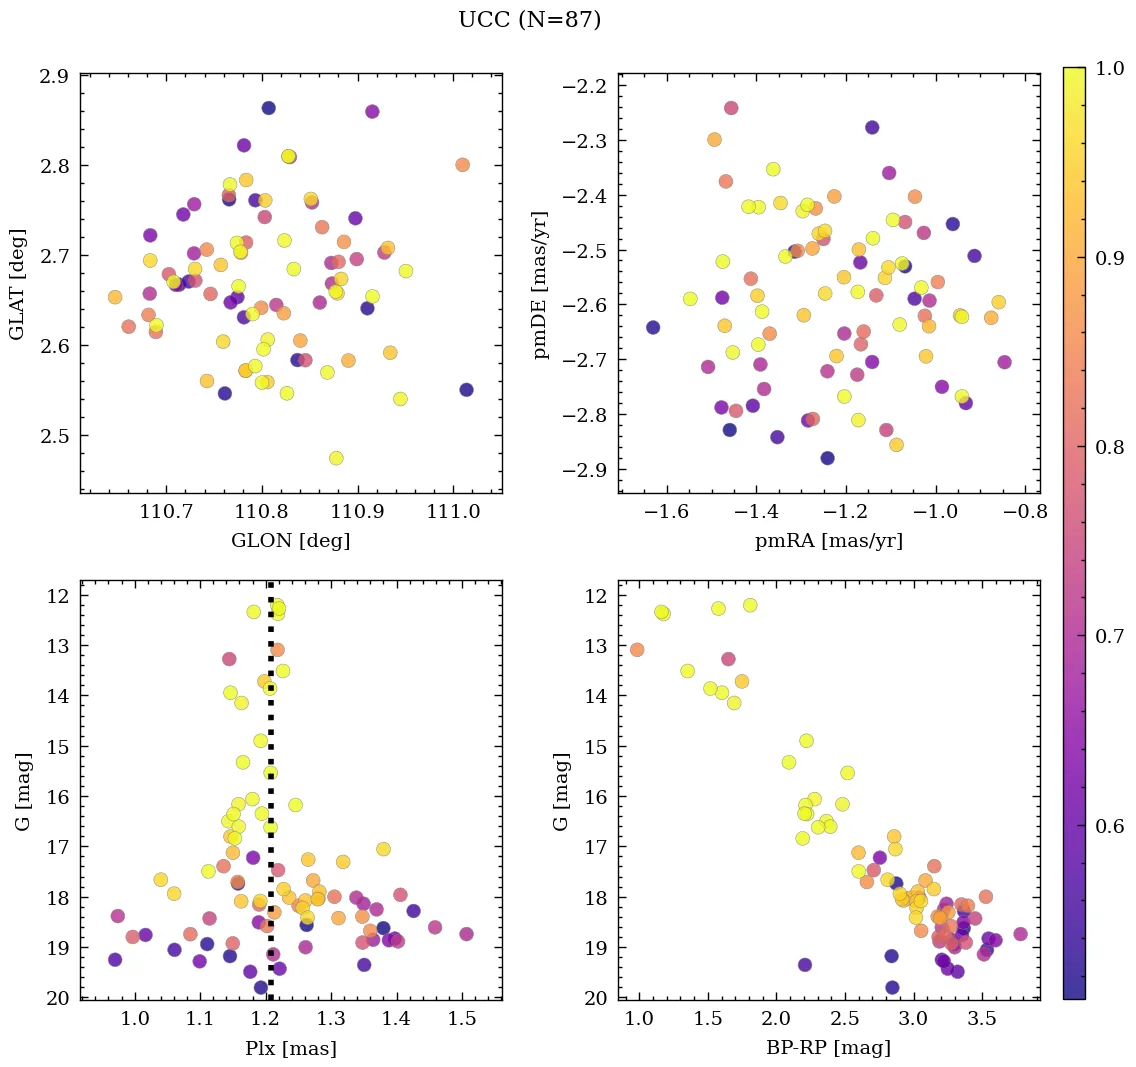 UCC (N=87)
2.9
2.8
2.7
2.6
2.5
GLAT [deg]
110.7 110.8 110.9 111.0
GLON [deg]
−2.2
−2.3
−2.4
−2.5
−2.6
−2.7
−2.8
−2.9
pmDE [mas/yr]
−1.6 −1.4 −1.2 −1.0 −0.8
pmRA [mas/yr]
12
13
14
15
16
17
18
19
20
G [mag]
1.0 1.1 1.2 1.3 1.4 1.5
Plx [mas]
12
13
14
15
16
17
18
19
20
G [mag]
1.0 1.5 2.0 2.5 3.0 3.5
BP-RP [mag]
1.0
0.9
0.8
0.7
0.6